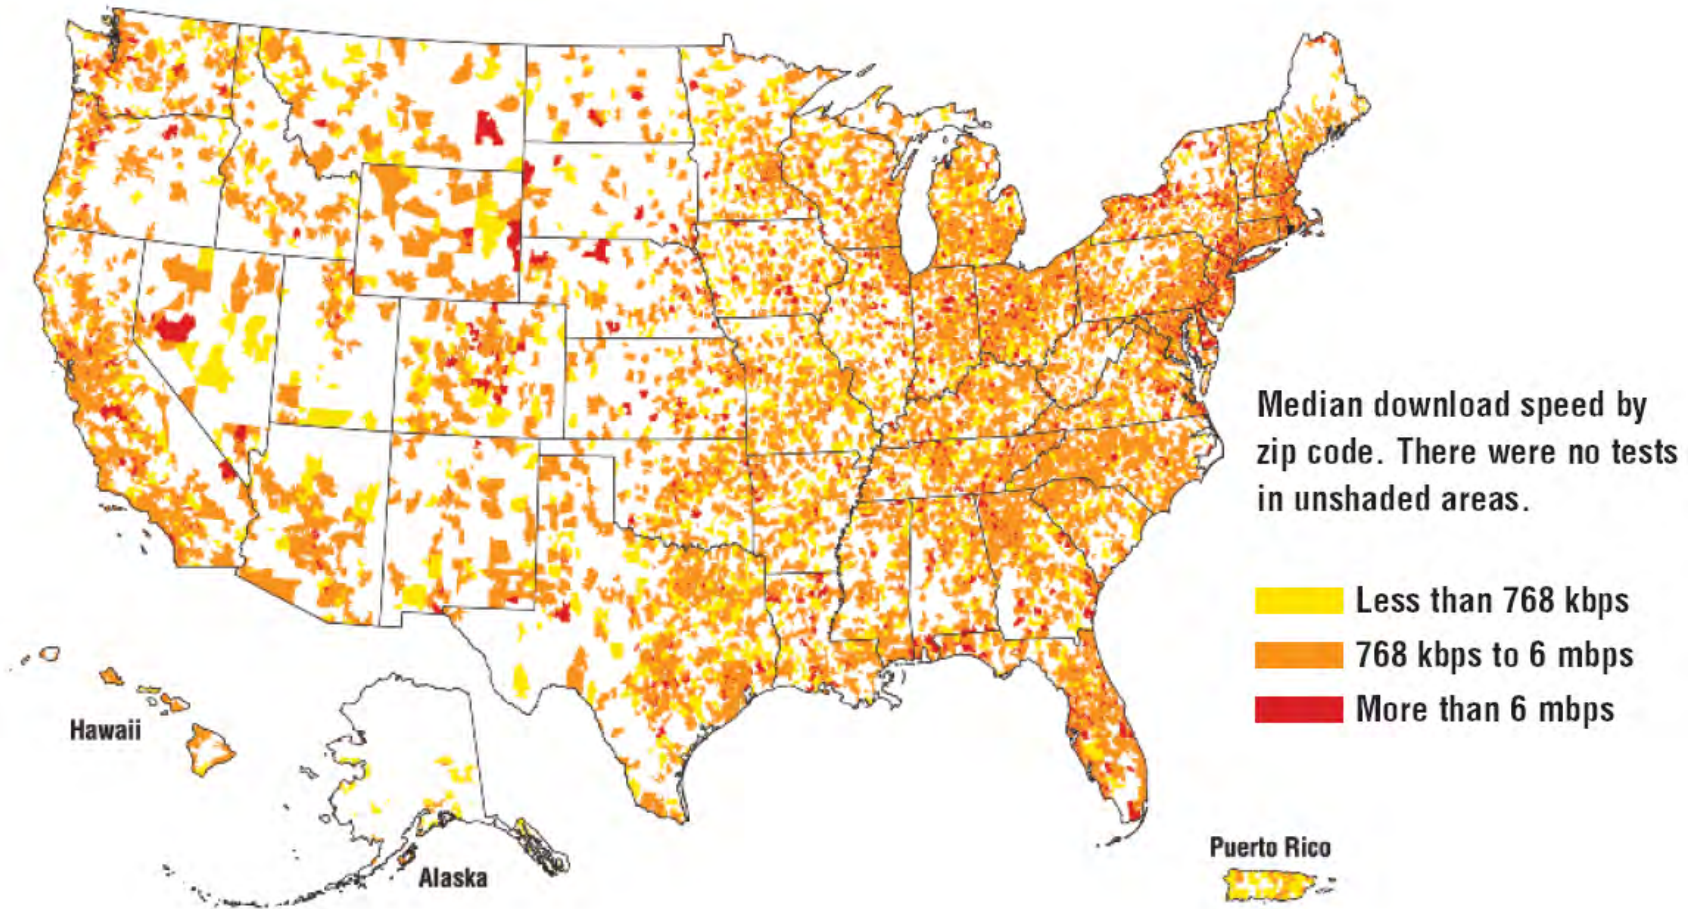 Median download speed by
zip code. There were no tests
in unshaded areas.
Less than 768 kbps
768 kbps to 6 mbps
More than 6 mbps
Hawaii
Alaska
Puerto Rico